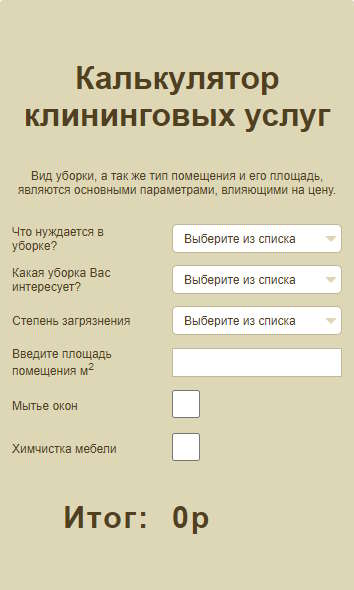 Калькулятор
клининговых услуг
Вид уборки, а так же тип помещения и его площадь,
являются основными параметрами, влияющими на цену.
Что нуждается в
уборке?
Выберите из списка
Какая уборка Вас
интересует?
Выберите из списка
Степень загрязнения
Выберите из списка
Введите площадь
помещения м²
Мытье окон
Химчистка мебели
Итог: 0р